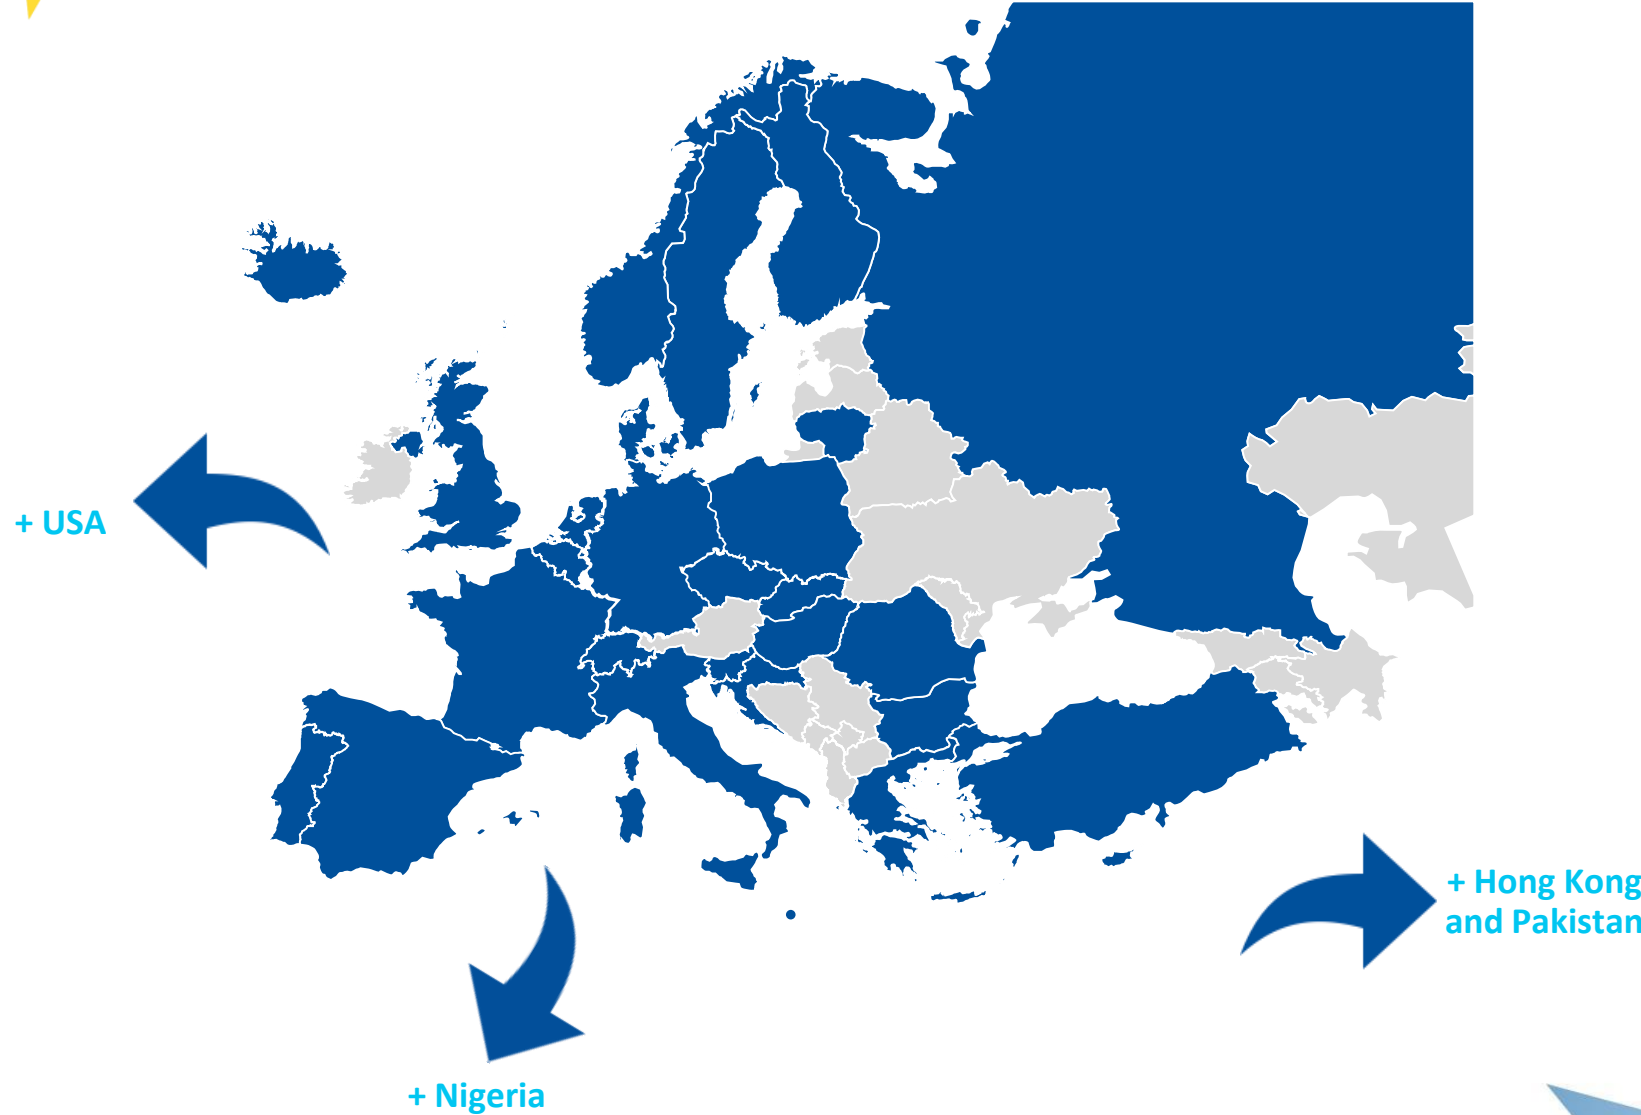 + USA
+ Hong Kong
and Pakistan
+ Nigeria